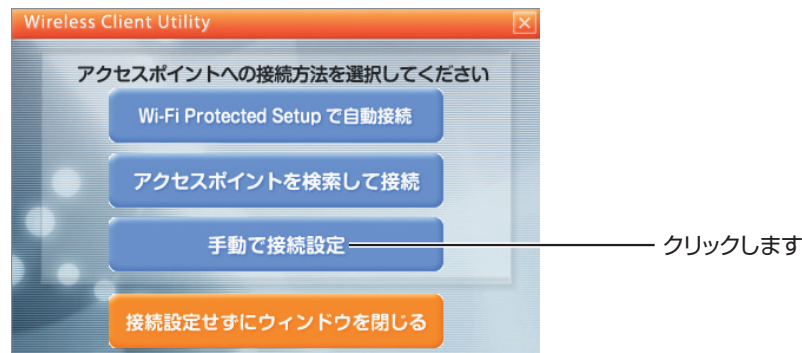 Wireless Client Utility
アクセスポイントへの接続方法を選択してください
Wi-Fi Protected Setup で自動接続
アクセスポイントを検索して接続
手動で接続設定
クリックします
接続設定せずにウィンドウを閉じる